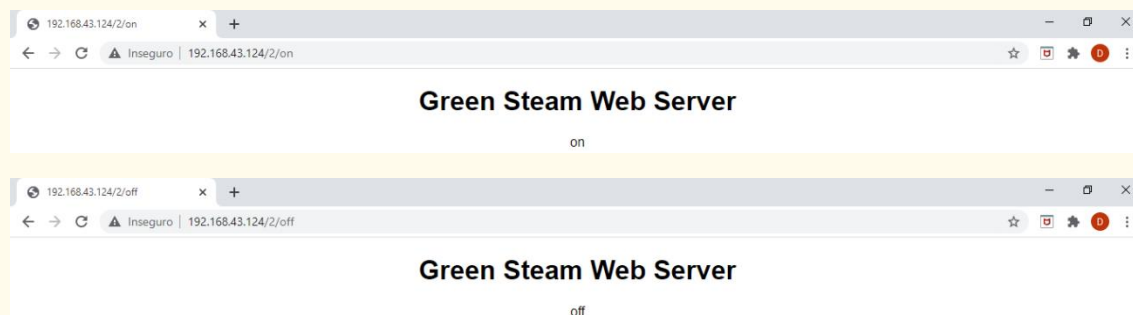 192.168.43.124/2/on
Inseguro | 192.168.43.124/2/on
D
Green Steam Web Server
on
192.168.43.124/2/off
Inseguro | 192.168.43.124/2/off
D
Green Steam Web Server
off